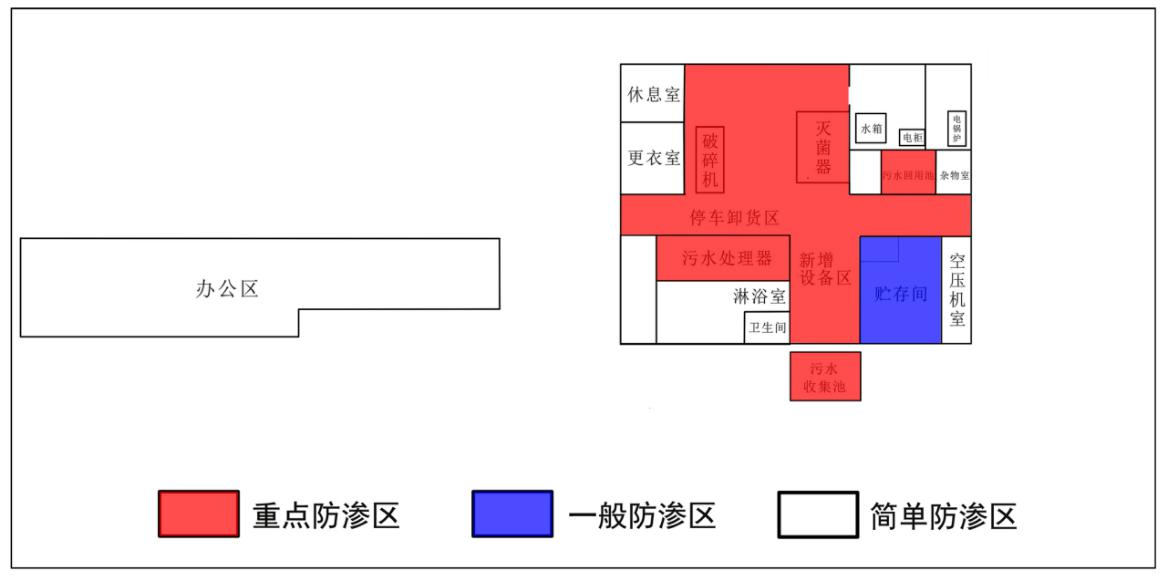 休息室
更衣室
破碎机
灭菌器
水箱
电柜
电锅炉
污水回用池
杂物室
停车卸货区
污水处理器
新增
设备区
淋浴室
卫生间
贮存间
空压机室
办公区
污水
收集池
重点防渗区
一般防渗区
简单防渗区